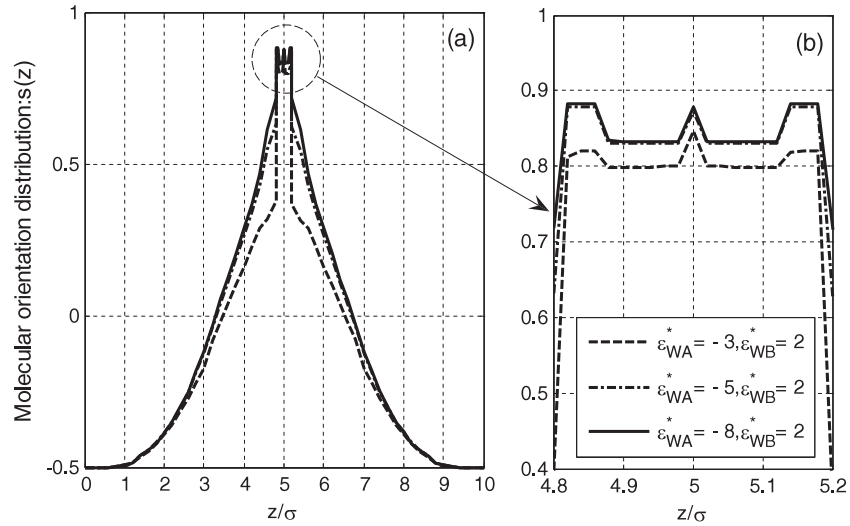 Molecular orientation distribution:s(z)
1
0.5
0
-0.5
0 1 2 3 4 5 6 7 8 9 10
z/σ
(a)
0.9
0.8
0.7
0.6
0.5
0.4
4.8 4.9 5 5.1 5.2
z/σ
(b)
ε*WA= - 3,ε*WB= 2
ε*WA= - 5,ε*WB= 2
ε*WA= - 8,ε*WB= 2